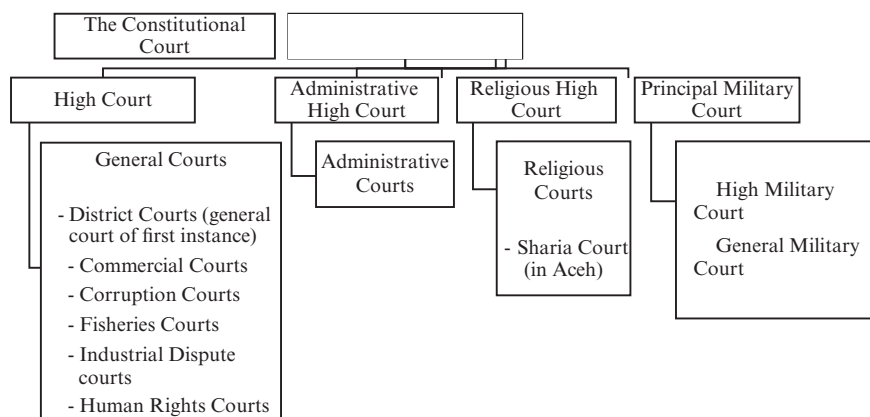 The Constitutional
Court
High Court
Administrative
High Court
Religious High
Court
Principal Military
Court
General Courts
- District Courts (general
court of first instance)
- Commercial Courts
- Corruption Courts
- Fisheries Courts
- Industrial Dispute
courts
- Human Rights Courts
Administrative
Courts
Religious
Courts
- Sharia Court
(in Aceh)
High Military
Court
General Military
Court